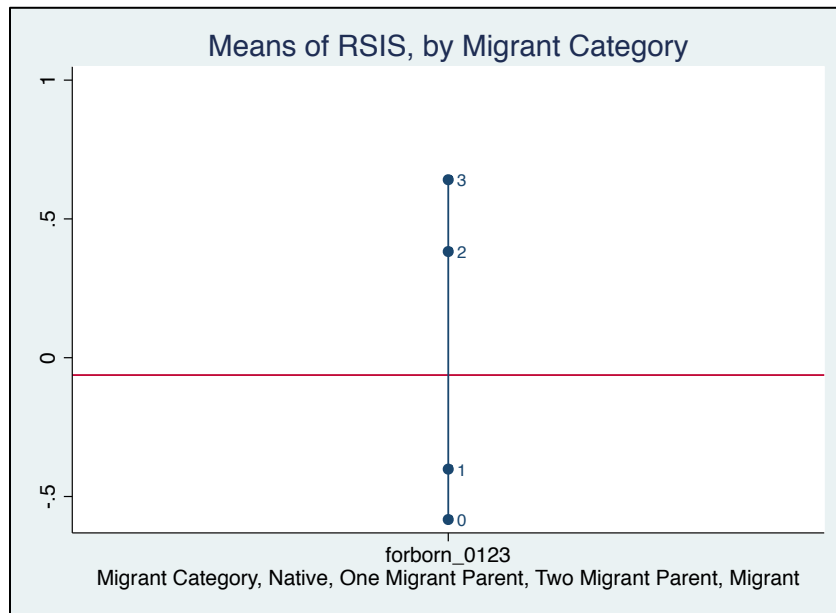 Means of RSIS, by Migrant Category
1
.5
0
-.5
3
2
1
0
forborn_0123
Migrant Category, Native, One Migrant Parent, Two Migrant Parent, Migrant